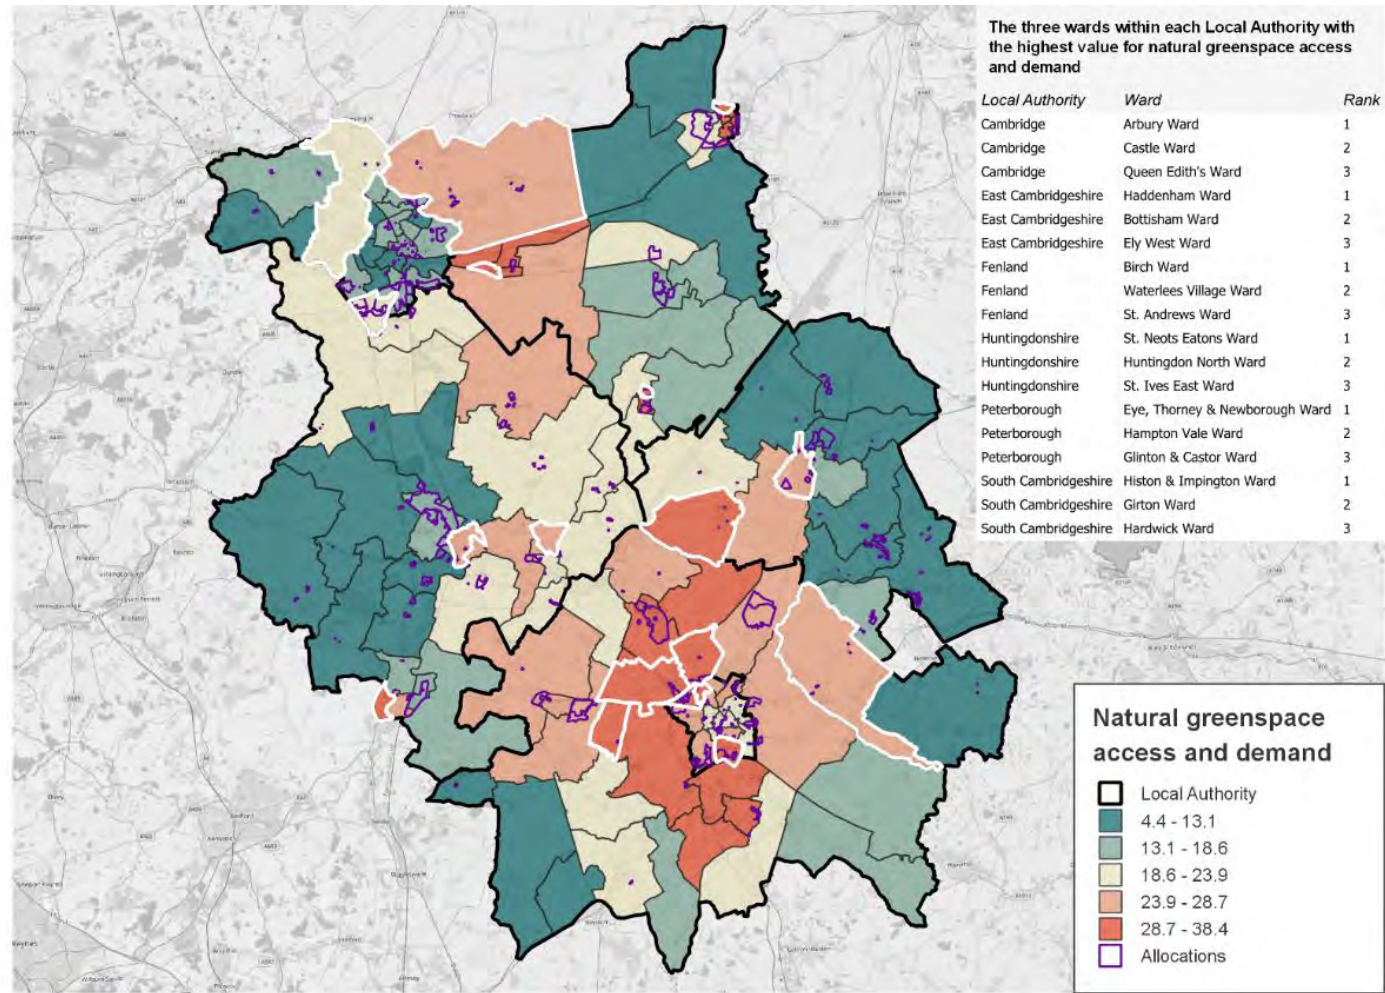 The three wards within each Local Authority with
the highest value for natural greenspace access
and demand
Local Authority Ward Rank
Cambridge Arbury Ward 1
Cambridge Castle Ward 2
Cambridge Queen Edith's Ward 3
East Cambridgeshire Haddenham Ward 1
East Cambridgeshire Bottisham Ward 2
East Cambridgeshire Ely West Ward 3
Fenland Birch Ward 1
Fenland Waterlees Village Ward 2
Fenland St. Andrews Ward 3
Huntingdonshire St. Neots Eatons Ward 1
Huntingdonshire Huntingdon North Ward 2
Huntingdonshire St. Ives East Ward 3
Peterborough Eye, Thorney & Newborough Ward 1
Peterborough Hampton Vale Ward 2
Peterborough Glinton & Castor Ward 3
South Cambridgeshire Histon & Impington Ward 1
South Cambridgeshire Girton Ward 2
South Cambridgeshire Hardwick Ward 3
Natural greenspace
access and demand
Local Authority
4.4 - 13.1
13.1 - 18.6
18.6 - 23.9
23.9 - 28.7
28.7 - 38.4
Allocations